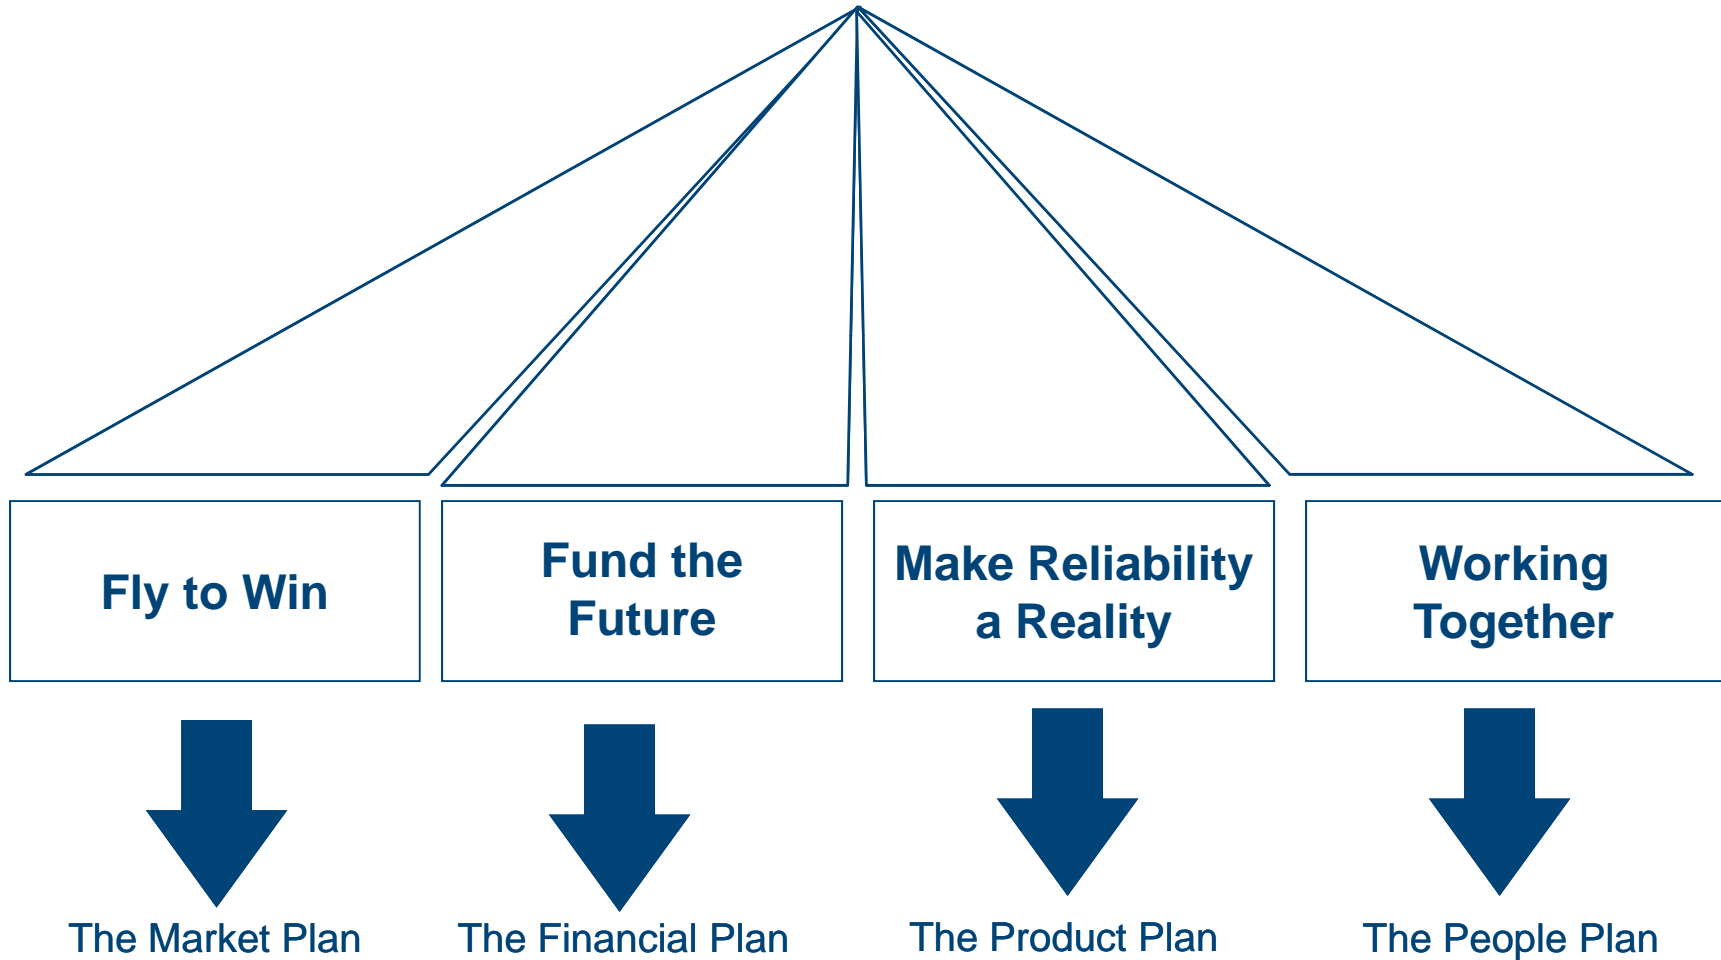 Fly to Win
Fund the
Future
Make Reliability
a Reality
Working
Together
The Market Plan
The Financial Plan
The Product Plan
The People Plan